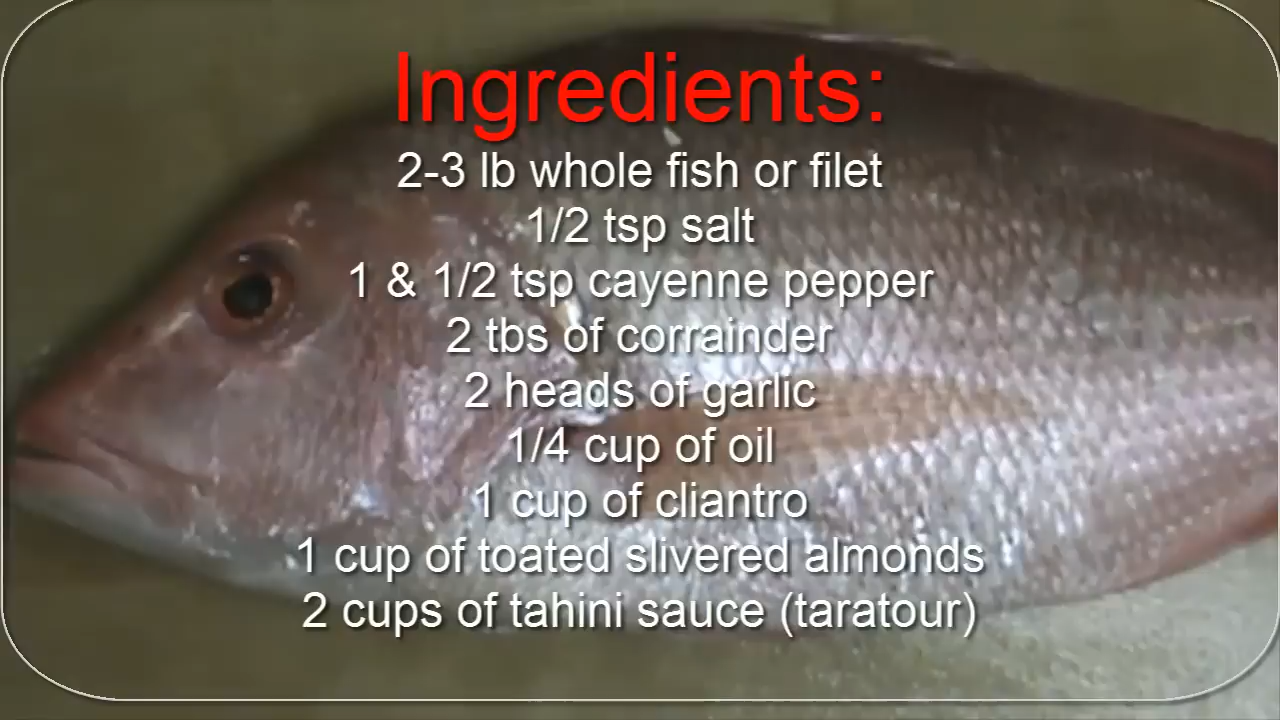 Ingredients:
2-3 lb whole fish or filet
1/2 tsp salt
1 & 1/2 tsp cayenne pepper
2 tbs of corrainder
2 heads of garlic
1/4 cup of oil
1 cup of cliantro
1 cup of toated slivered almonds
2 cups of tahini sauce (taratour)